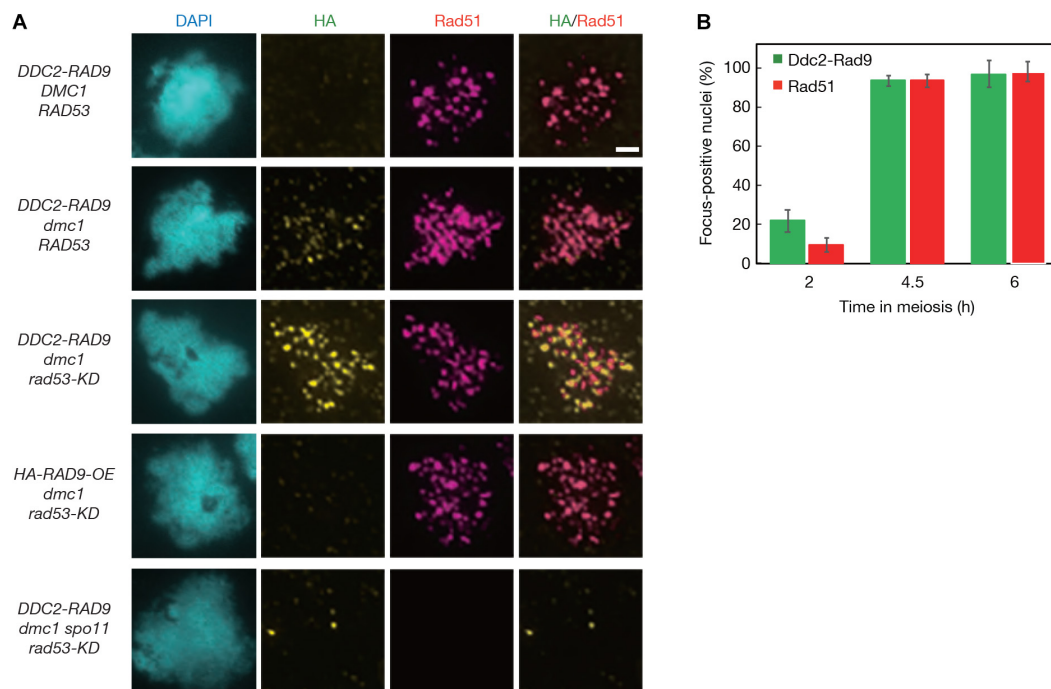 A
DAPI
HA
Rad51
HA/Rad51
DDC2-RAD9
DMC1
RAD53
DDC2-RAD9
dmc1
RAD53
DDC2-RAD9
dmc1
rad53-KD
HA-RAD9-OE
dmc1
rad53-KD
DDC2-RAD9
dmc1 spo11
rad53-KD
B
Focus-positive nuclei (%)
100
80
60
40
20
0
Ddc2-Rad9
Rad51
2
4.5
6
Time in meiosis (h)